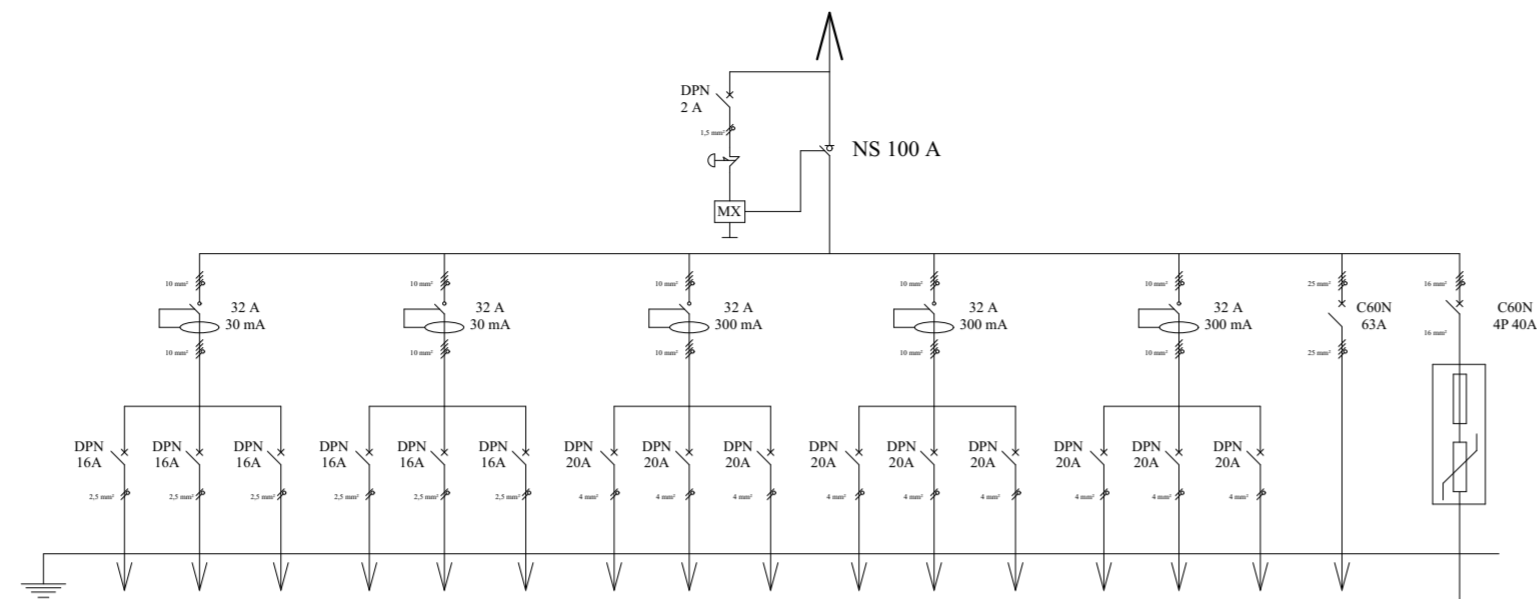 DPN
2 A
1,5 mm²
NS 100 A
MX
10 mm²
10 mm²
10 mm²
10 mm²
10 mm²
25 mm²
16 mm²
32 A
30 mA
32 A
30 mA
32 A
300 mA
32 A
300 mA
32 A
300 mA
C60N
63A
C60N
4P 40A
16 mm²
10 mm²
10 mm²
10 mm²
10 mm²
10 mm²
25 mm²
DPN
16A
DPN
16A
DPN
16A
DPN
16A
DPN
16A
DPN
16A
DPN
20A
DPN
20A
DPN
20A
DPN
20A
DPN
20A
DPN
20A
DPN
20A
DPN
20A
DPN
20A
2,5 mm²
2,5 mm²
2,5 mm²
2,5 mm²
2,5 mm²
2,5 mm²
4 mm²
4 mm²
4 mm²
4 mm²
4 mm²
4 mm²
4 mm²
4 mm²
4 mm²